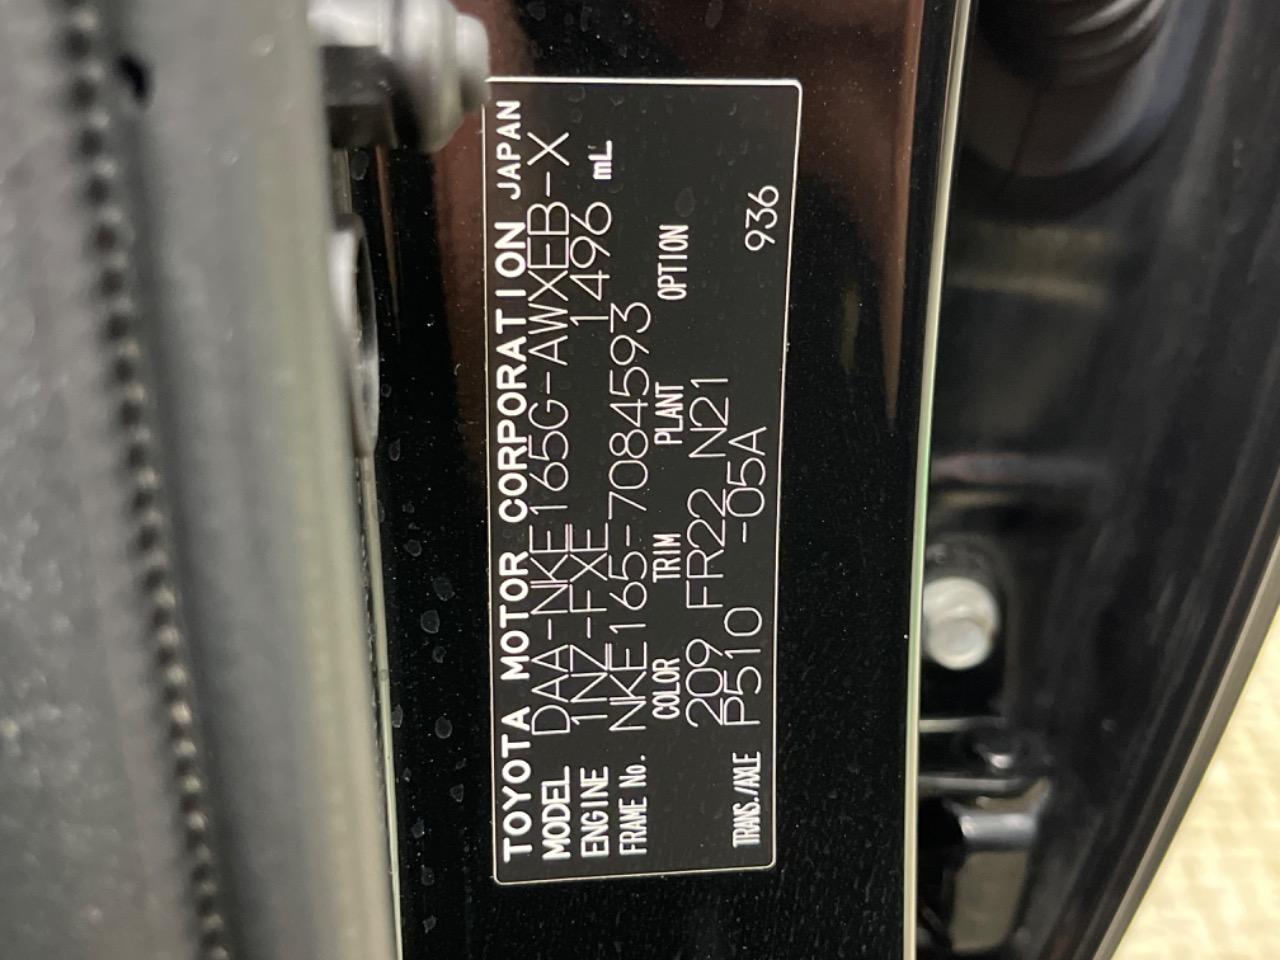 TOYOTA MOTOR CORPORATION JAPAN
MODEL DAA-NKE165G-AWXEB-X
ENGINE 1NZ-FXE 1496 mL
FRAME No. NKE165-7084593
COLOR TRIM PLANT OPTION
209 FR22 N21
TRANS./AXLE P510 -05A 936